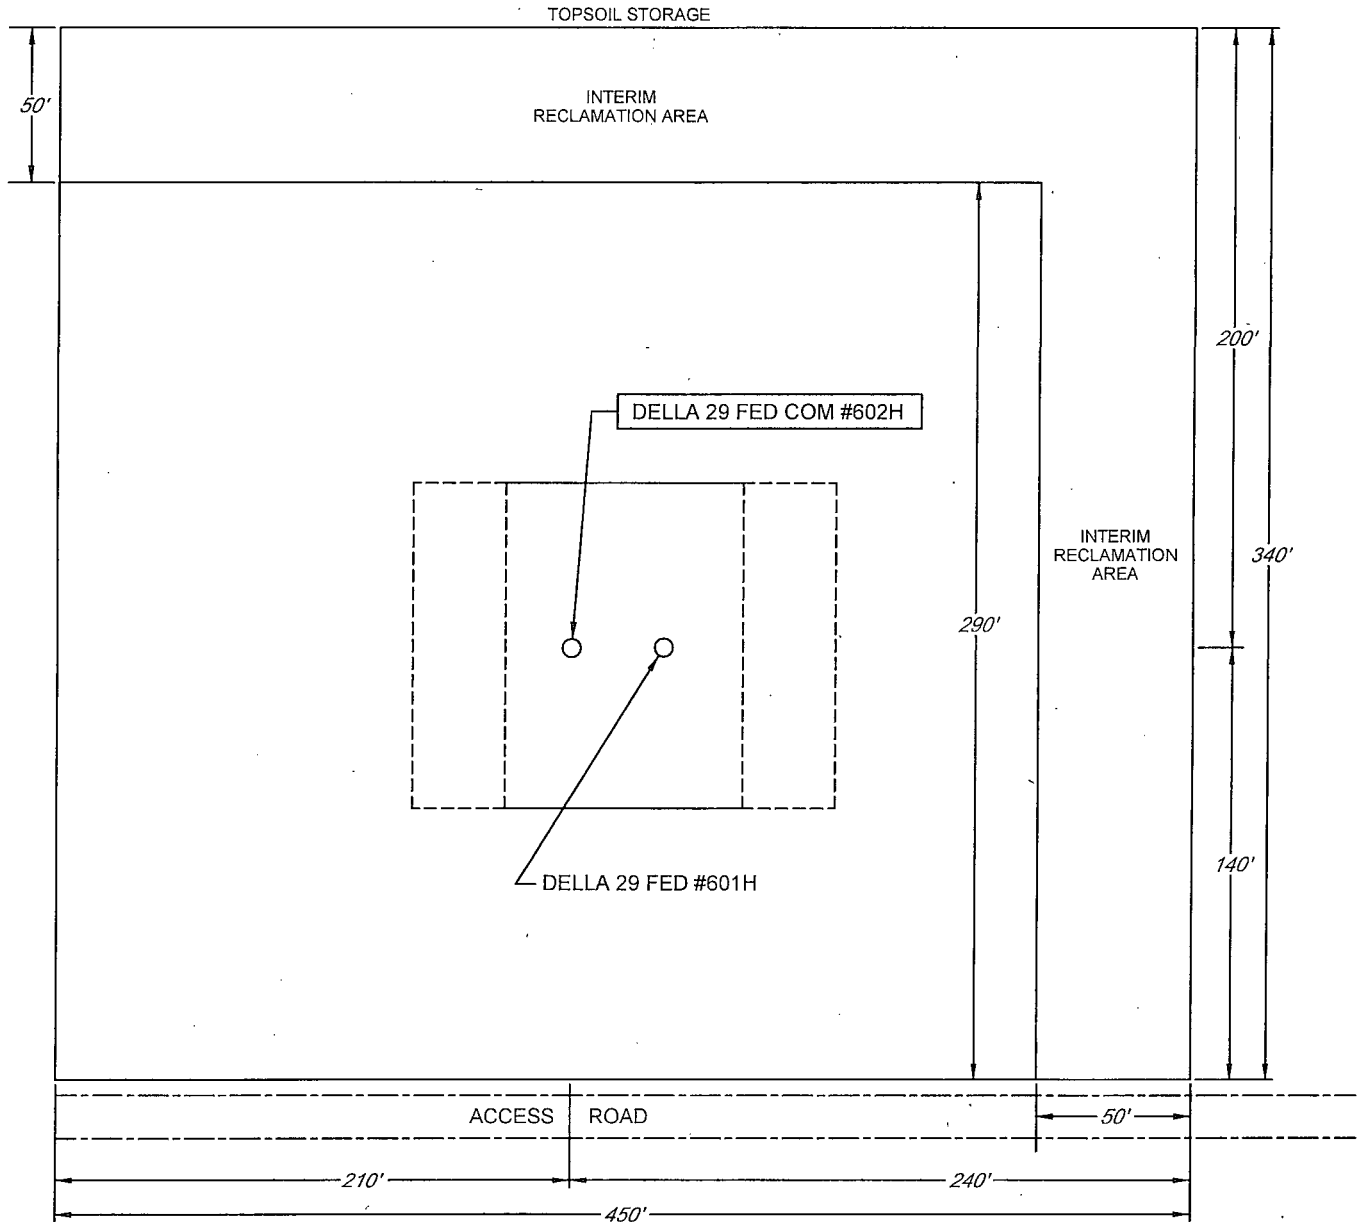 TOPSOIL STORAGE
50'
INTERIM
RECLAMATION AREA
200'
DELLA 29 FED COM #602H
INTERIM
RECLAMATION
AREA
340'
290'
140'
DELLA 29 FED #601H
ACCESS ROAD
50'
210'
240'
450'